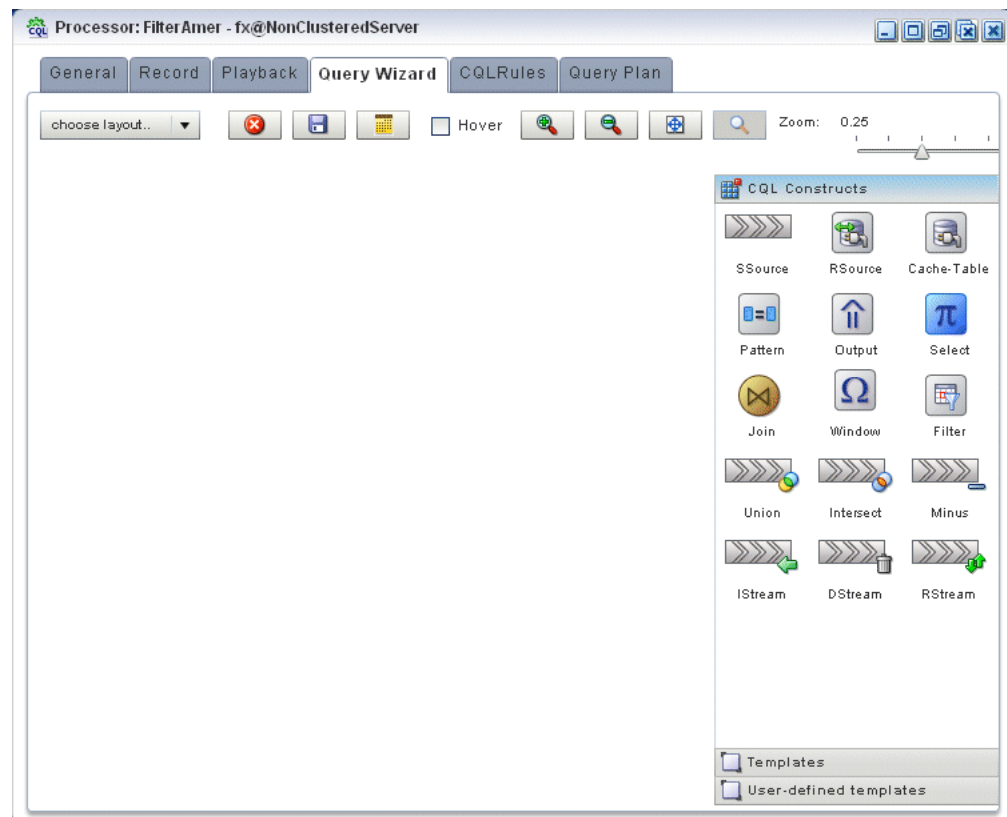 CQL Processor: FilterAmer - fx@NonClusteredServer
General Record Playback Query Wizard CQLRules Query Plan
choose layout.. Hover Zoom: 0.25
CQL Constructs
SSource RSource Cache-Table
Pattern Output Select
Join Window Filter
Union Intersect Minus
IStream DStream RStream
Templates
User-defined templates